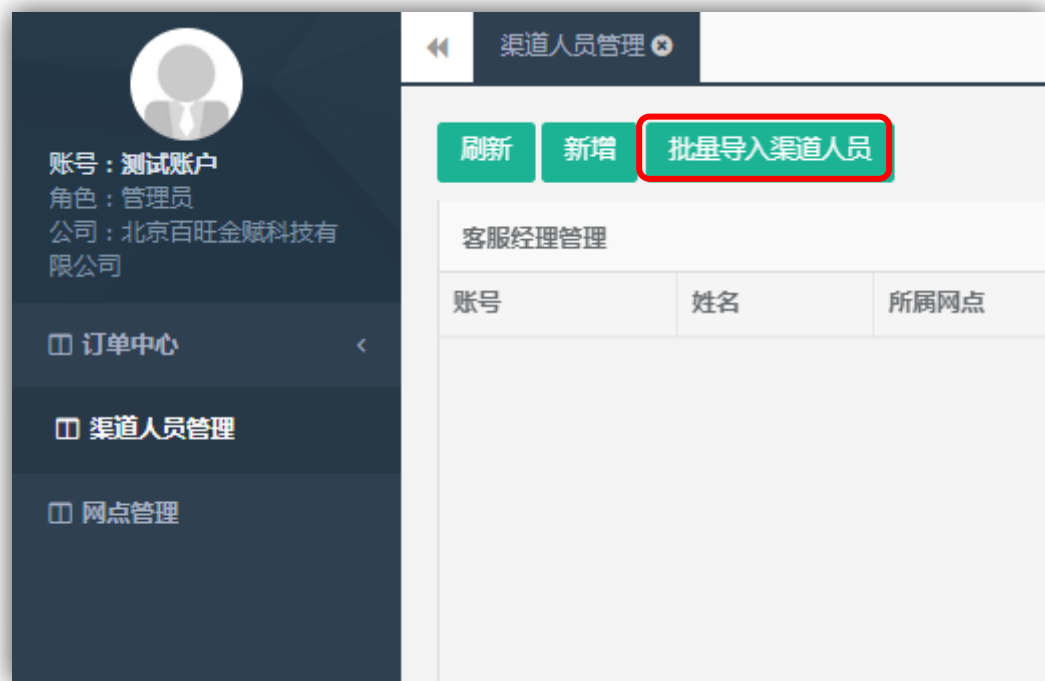 账号：测试账户
角色：管理员
公司：北京百旺金赋科技有
限公司
订单中心
渠道人员管理
网点管理
渠道人员管理
刷新 新增 批量导入渠道人员
客服经理管理
账号 姓名 所属网点